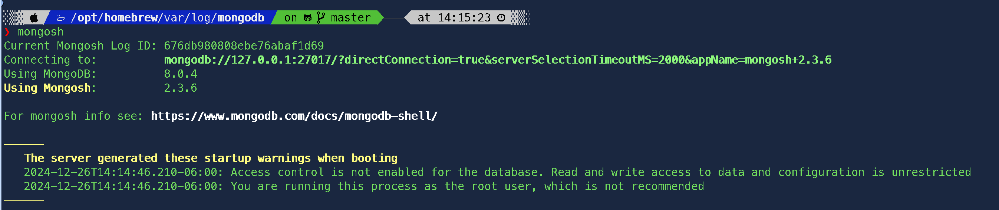 /opt/homebrew/var/log/mongodb on master at 14:15:23
❯ mongosh
Current Mongosh Log ID: 676db980808ebe76abaf1d69
Connecting to: mongodb://127.0.0.1:27017/?directConnection=true&serverSelectionTimeoutMS=2000&appName=mongosh+2.3.6
Using MongoDB: 8.0.4
Using Mongosh: 2.3.6
For mongosh info see: https://www.mongodb.com/docs/mongodb-shell/
------
The server generated these startup warnings when booting
2024-12-26T14:14:46.210-06:00: Access control is not enabled for the database. Read and write access to data and configuration is unrestricted
2024-12-26T14:14:46.210-06:00: You are running this process as the root user, which is not recommended
------